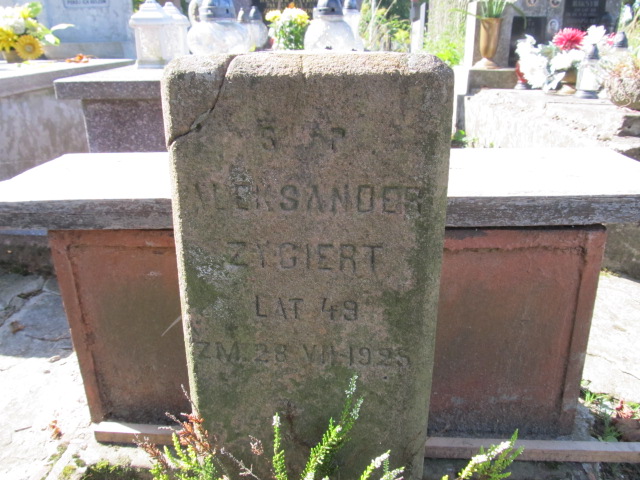 Ś. † P.
ALEKSANDER
ZYGIERT
LAT 49
ZM. 28 VII-1925